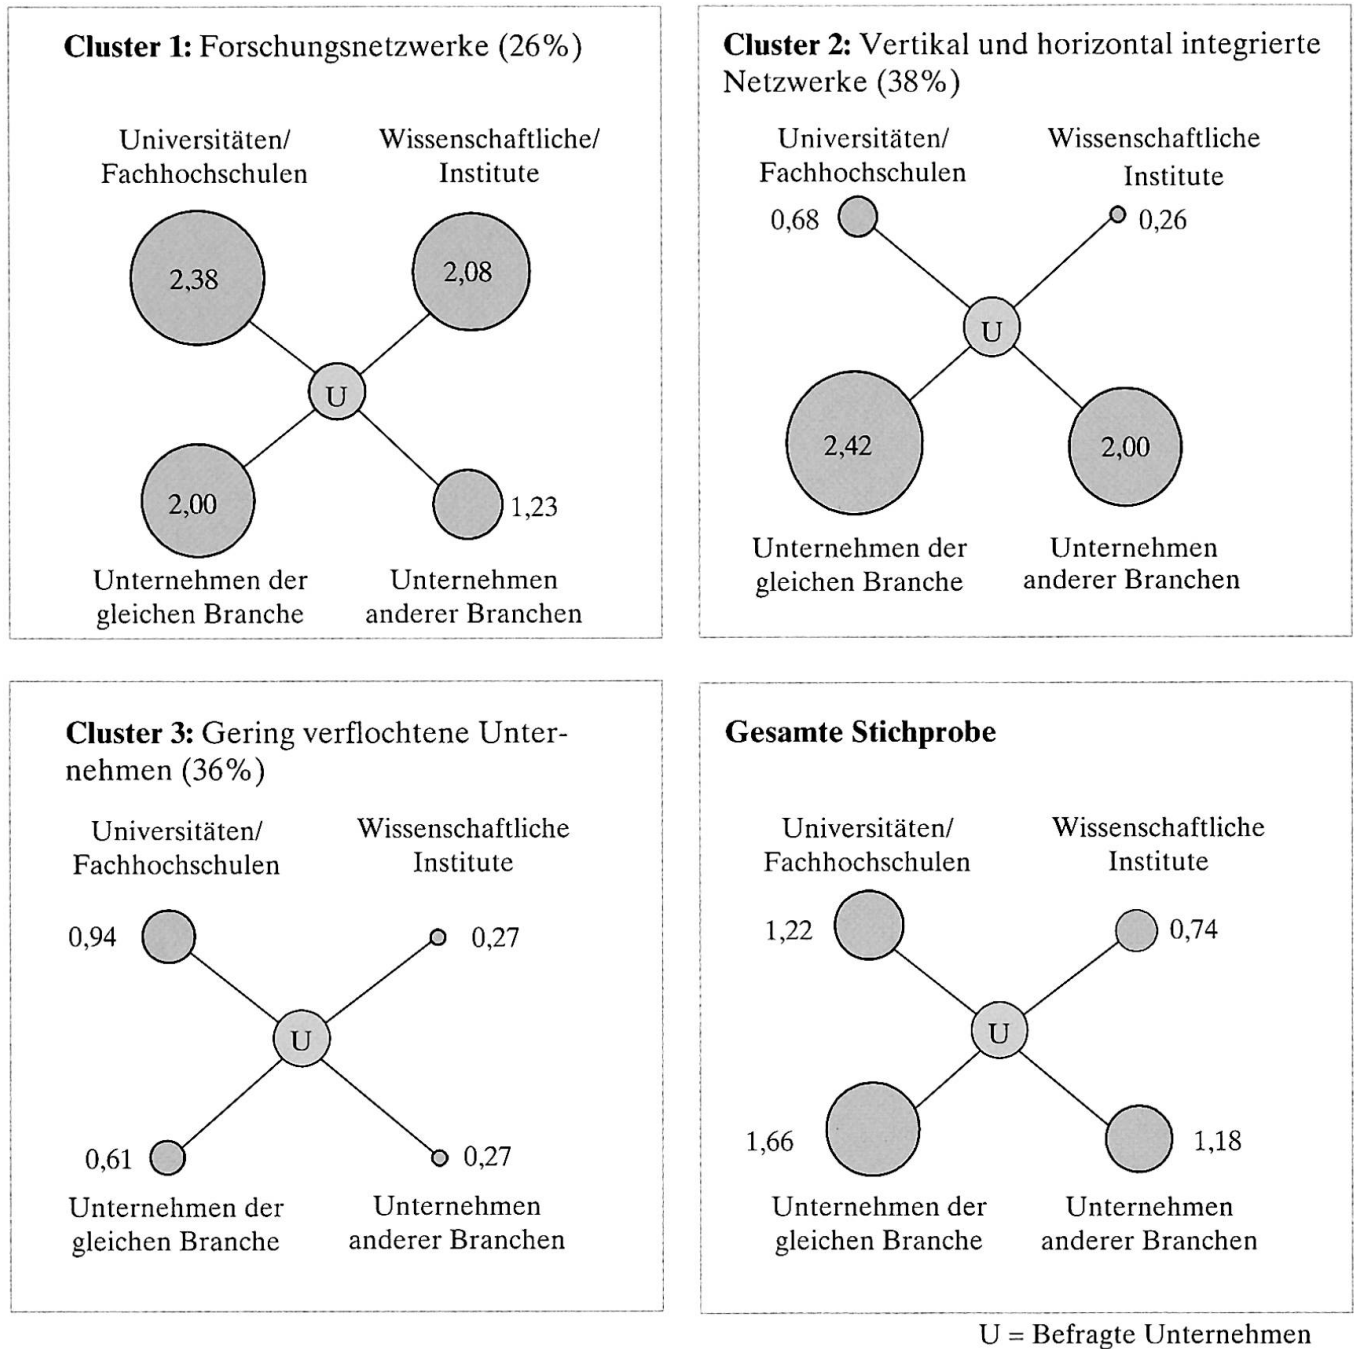 Cluster 1: Forschungsnetzwerke (26%)
Universitäten/
Fachhochschulen
Wissenschaftliche/
Institute
2,38
2,08
U
2,00
1,23
Unternehmen der
gleichen Branche
Unternehmen
anderer Branchen
Cluster 2: Vertikal und horizontal integrierte
Netzwerke (38%)
Universitäten/
Fachhochschulen
Wissenschaftliche
Institute
0,68
0,26
U
2,42
2,00
Unternehmen der
gleichen Branche
Unternehmen
anderer Branchen
Cluster 3: Gering verflochtene Unter-
nehmen (36%)
Universitäten/
Fachhochschulen
Wissenschaftliche
Institute
0,94
0,27
U
0,61
0,27
Unternehmen der
gleichen Branche
Unternehmen
anderer Branchen
Gesamte Stichprobe
Universitäten/
Fachhochschulen
Wissenschaftliche
Institute
1,22
0,74
U
1,66
1,18
Unternehmen der
gleichen Branche
Unternehmen
anderer Branchen
U = Befragte Unternehmen